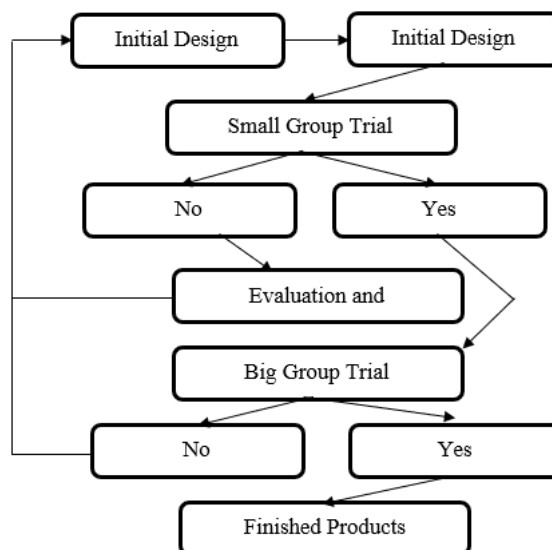 Initial Design
Initial Design
Small Group Trial
No
Yes
Evaluation and
Big Group Trial
No
Yes
Finished Products